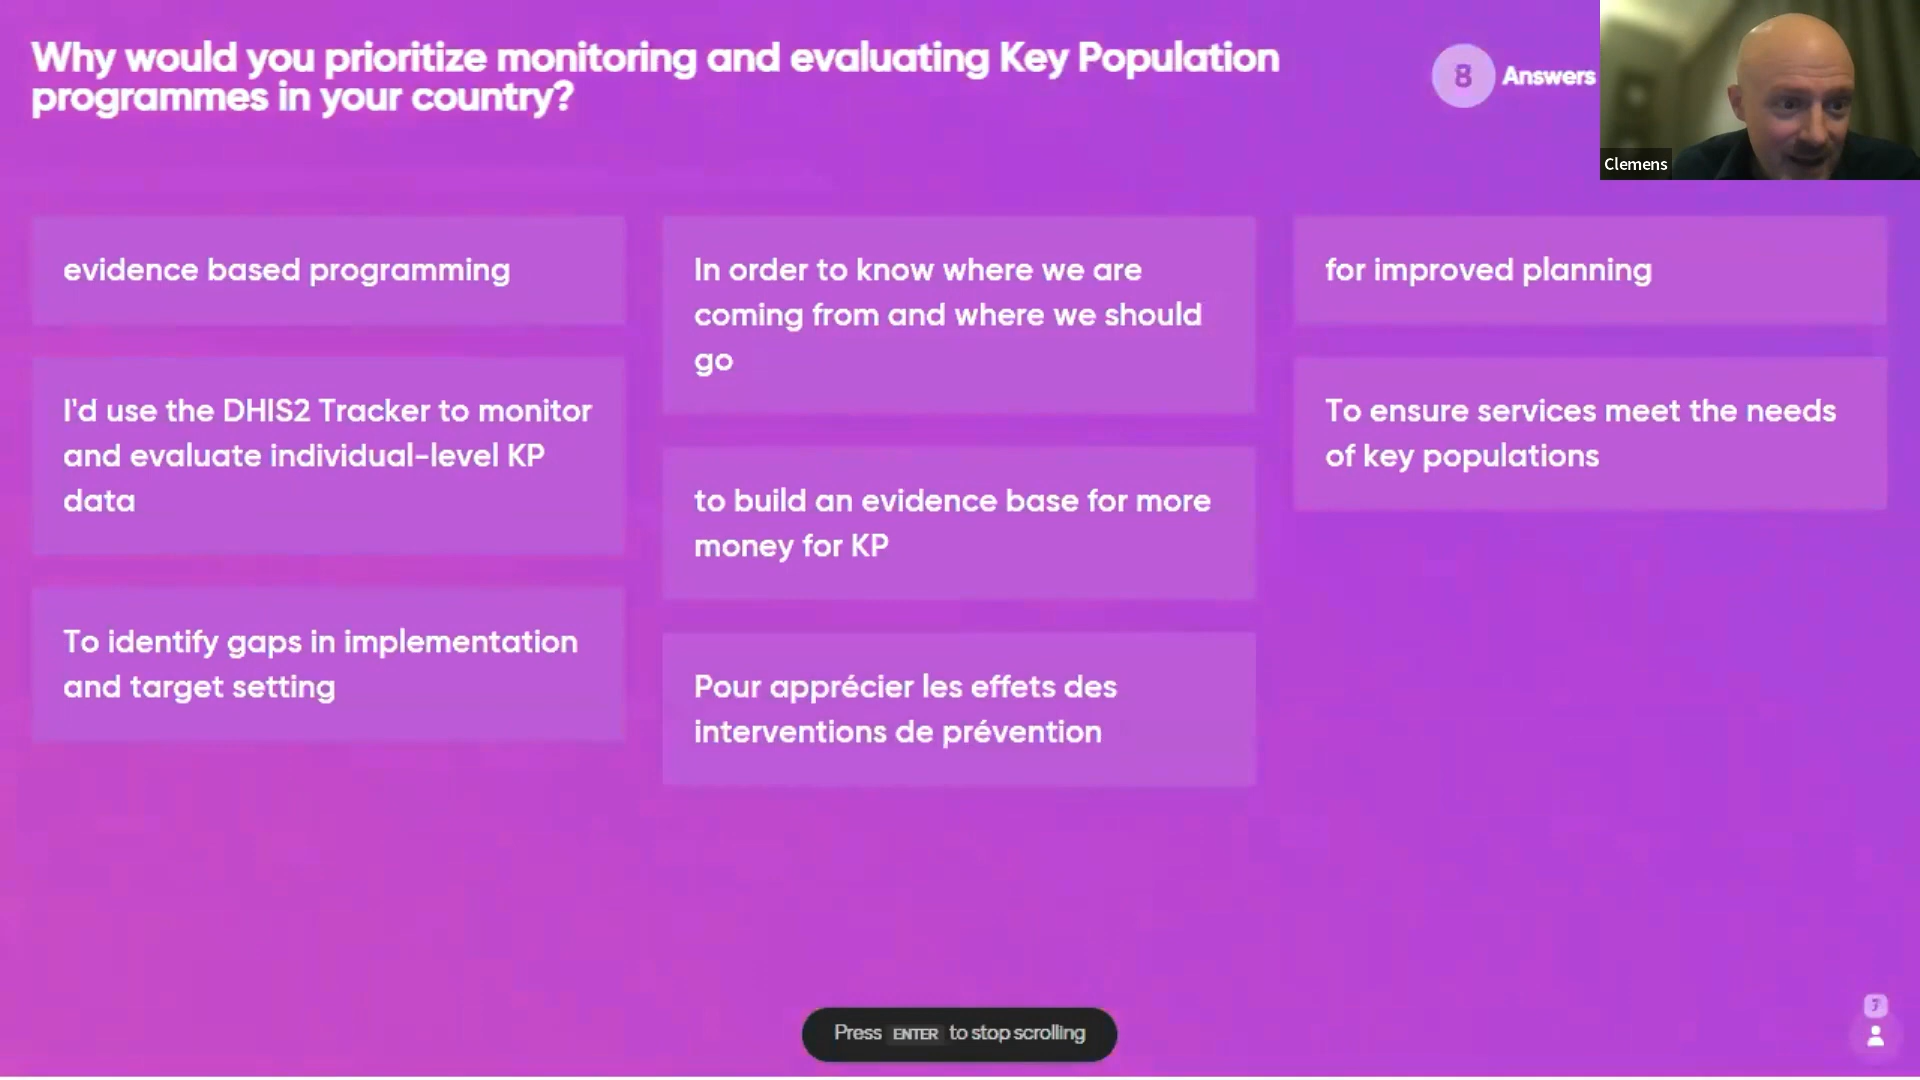 Why would you prioritize monitoring and evaluating Key Population
programmes in your country?
8 Answers
Clemens
evidence based programming
I'd use the DHIS2 Tracker to monitor
and evaluate individual-level KP
data
To identify gaps in implementation
and target setting
In order to know where we are
coming from and where we should
go
to build an evidence base for more
money for KP
Pour apprécier les effets des
interventions de prévention
for improved planning
To ensure services meet the needs
of key populations
Press ENTER to stop scrolling